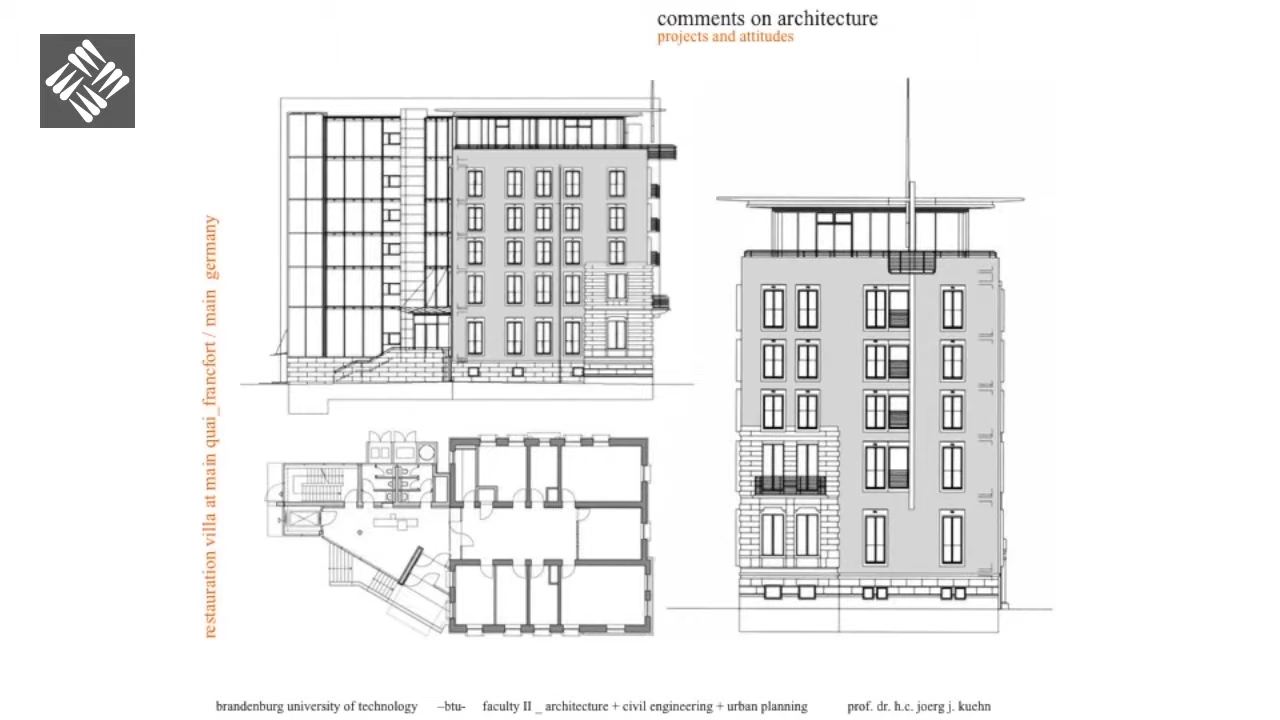 comments on architecture
projects and attitudes
restauration villa at main quai_francfort / main germany
brandenburg university of technology –btu- faculty II _ architecture + civil engineering + urban planning prof. dr. h.c. joerg j. kuehn